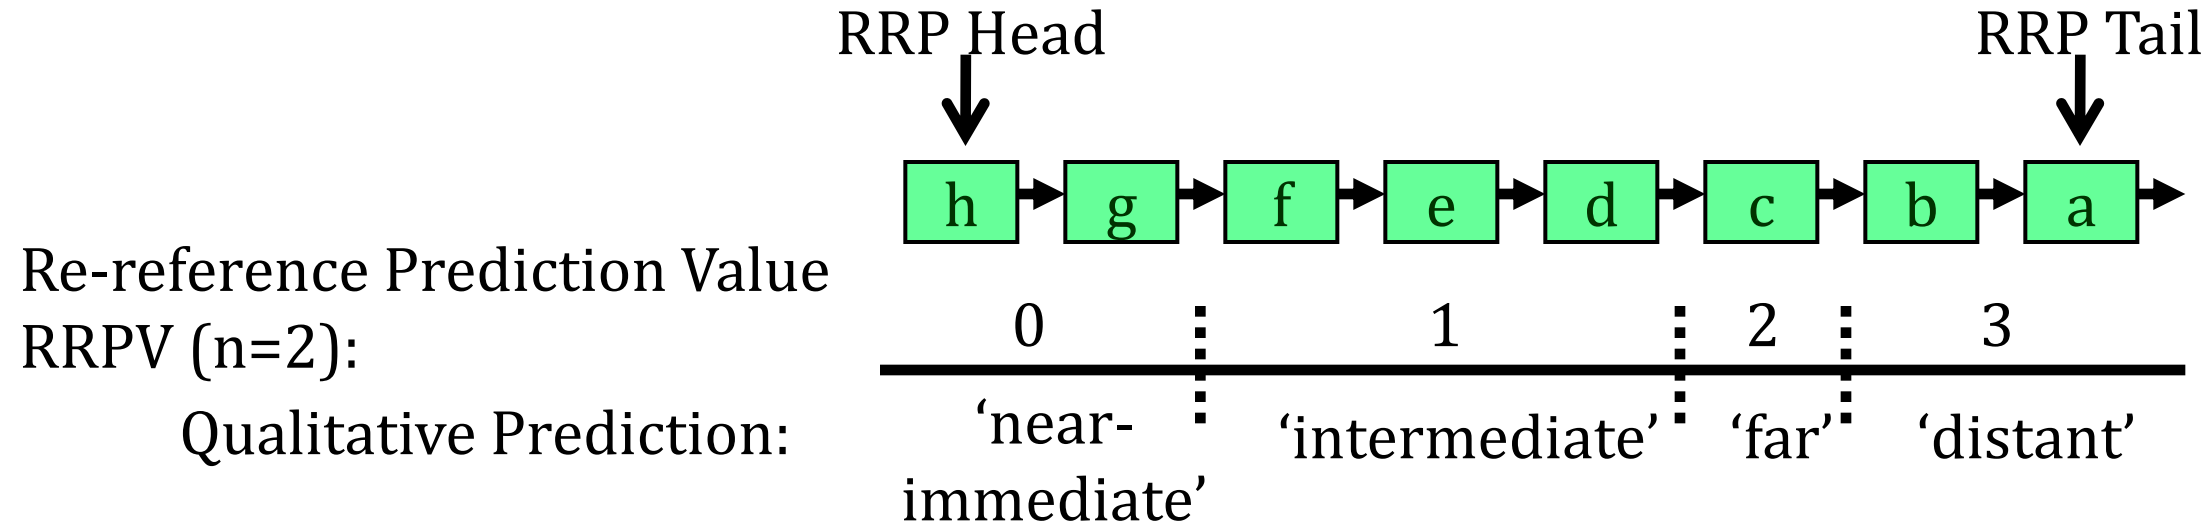 RRP Head RRP Tail
h g f e d c b a
Re-reference Prediction Value
RRPV (n=2): 0 1 2 3
Qualitative Prediction: ‘near- ‘intermediate’ ‘far’ ‘distant’
immediate’